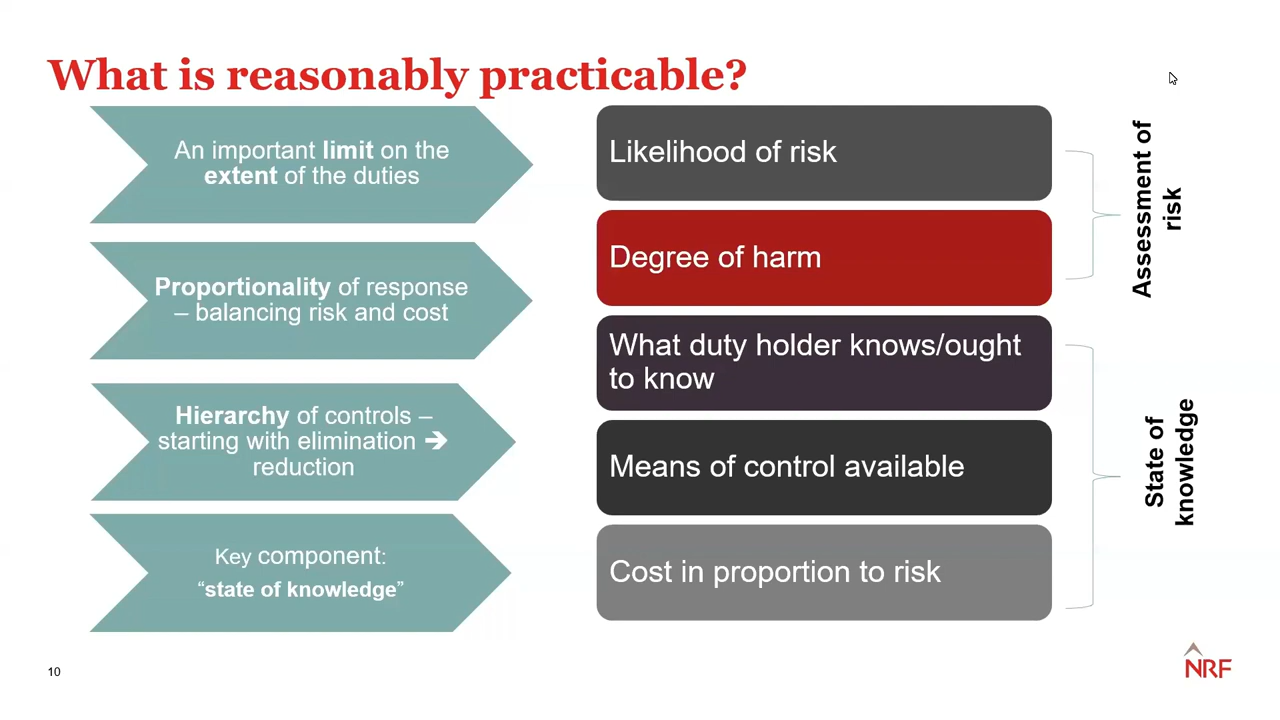 What is reasonably practicable?
An important limit on the
extent of the duties
Proportionality of response
– balancing risk and cost
Hierarchy of controls –
starting with elimination ➔
reduction
Key component:
“state of knowledge”
Likelihood of risk
Degree of harm
What duty holder knows/ought
to know
Means of control available
Cost in proportion to risk
Assessment of
risk
State of
knowledge
10
NRF